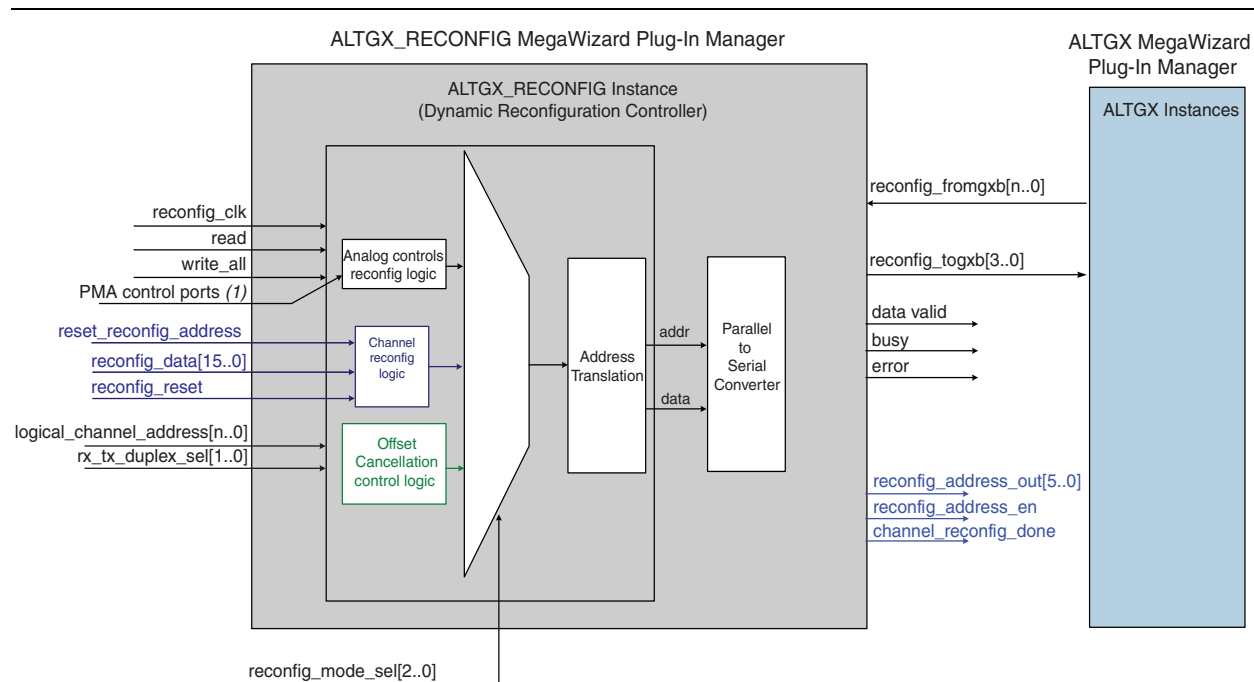 ALTGX_RECONFIG MegaWizard Plug-In Manager
ALTGX MegaWizard
Plug-In Manager
ALTGX_RECONFIG Instance
(Dynamic Reconfiguration Controller)
ALTGX Instances
reconfig_clk
read
write_all
PMA control ports (1)
reset_reconfig_address
reconfig_data[15..0]
reconfig_reset
logical_channel_address[n..0]
rx_tx_duplex_sel[1..0]
Analog controls
reconfig logic
Channel
reconfig
logic
Offset
Cancellation
control logic
Address
Translation
addr
data
Parallel
to
Serial
Converter
reconfig_fromgxb[n..0]
reconfig_togxb[3..0]
data valid
busy
error
reconfig_address_out[5..0]
reconfig_address_en
channel_reconfig_done
reconfig_mode_sel[2..0]